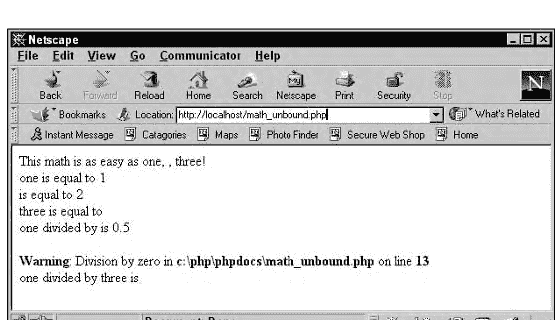 Netscape
File Edit View Go Communicator Help
Back Forward Reload Home Search Netscape Print Security Stop
Bookmarks Location: http://localhost/math_unbound.php What's Related
Instant Message Catagories Maps Photo Finder Secure Web Shop Home
This math is as easy as one, , three!
one is equal to 1
is equal to 2
three is equal to
one divided by is 0.5
Warning: Division by zero in c:\php\phpdocs\math_unbound.php on line 13
one divided by three is